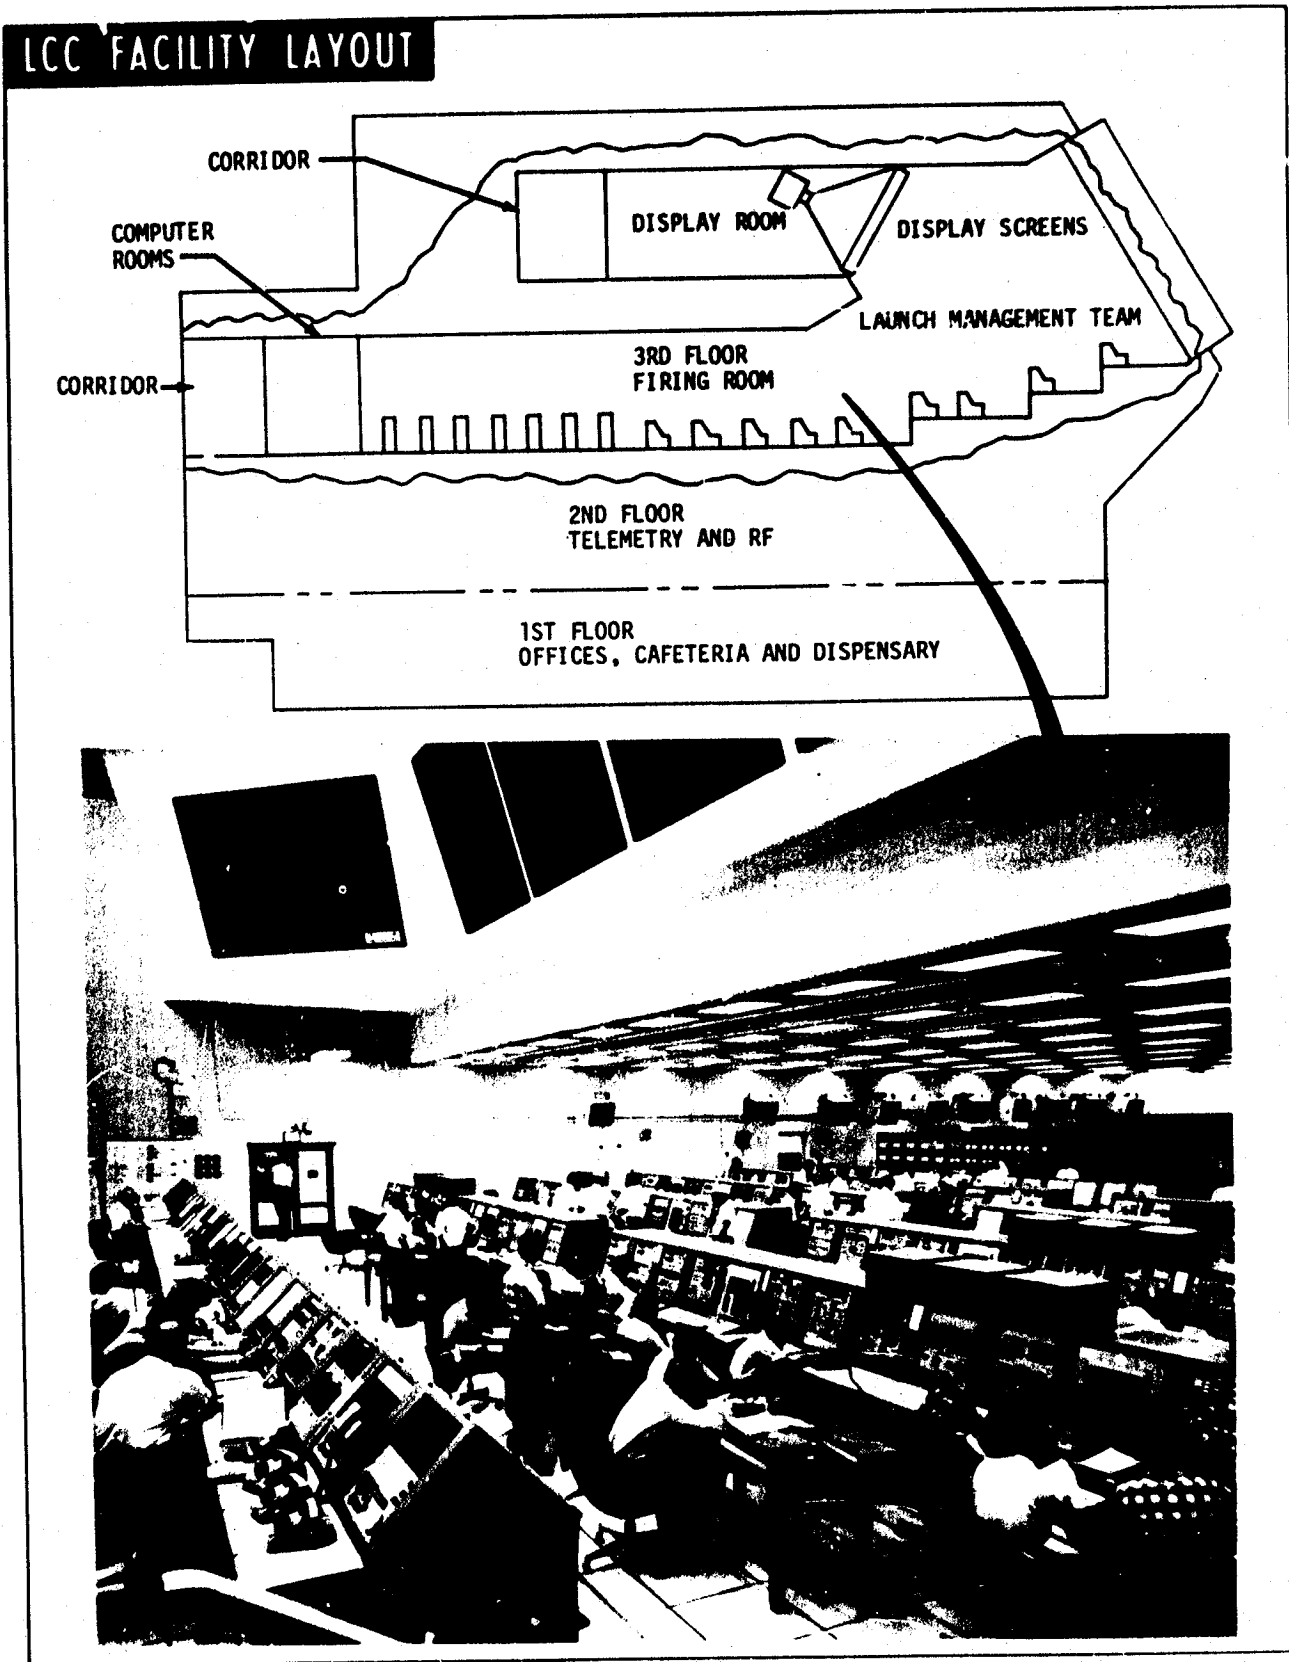 LCC FACILITY LAYOUT
CORRIDOR
COMPUTER
ROOMS
DISPLAY ROOM
DISPLAY SCREENS
LAUNCH MANAGEMENT TEAM
3RD FLOOR
FIRING ROOM
CORRIDOR
2ND FLOOR
TELEMETRY AND RF
1ST FLOOR
OFFICES, CAFETERIA AND DISPENSARY